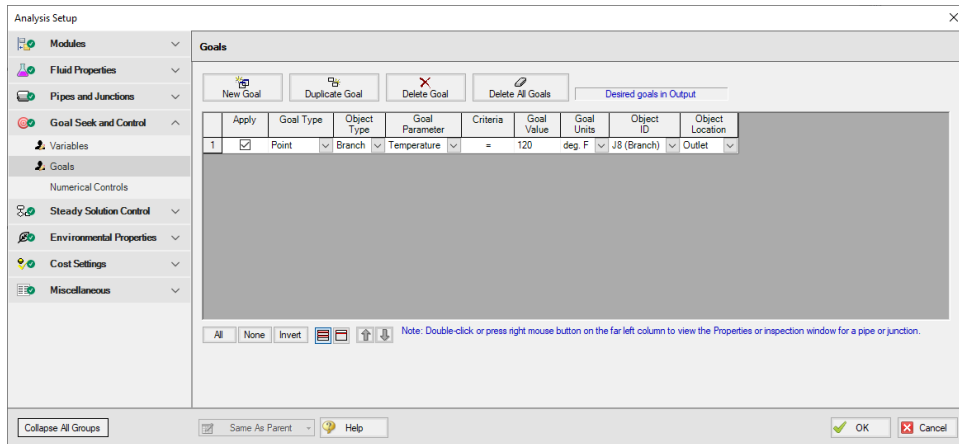 Analysis Setup
Modules
Fluid Properties
Pipes and Junctions
Goal Seek and Control
Variables
Goals
Numerical Controls
Steady Solution Control
Environmental Properties
Cost Settings
Miscellaneous
Collapse All Groups
Goals
New Goal Duplicate Goal Delete Goal Delete All Goals Desired goals in Output
Apply Goal Type Object Type Goal Parameter Criteria Goal Value Goal Units Object ID Object Location
1 Point Branch Temperature = 120 deg. F J8 (Branch) Outlet
All None Invert Note: Double-click or press right mouse button on the far left column to view the Properties or inspection window for a pipe or junction.
Same As Parent Help OK Cancel